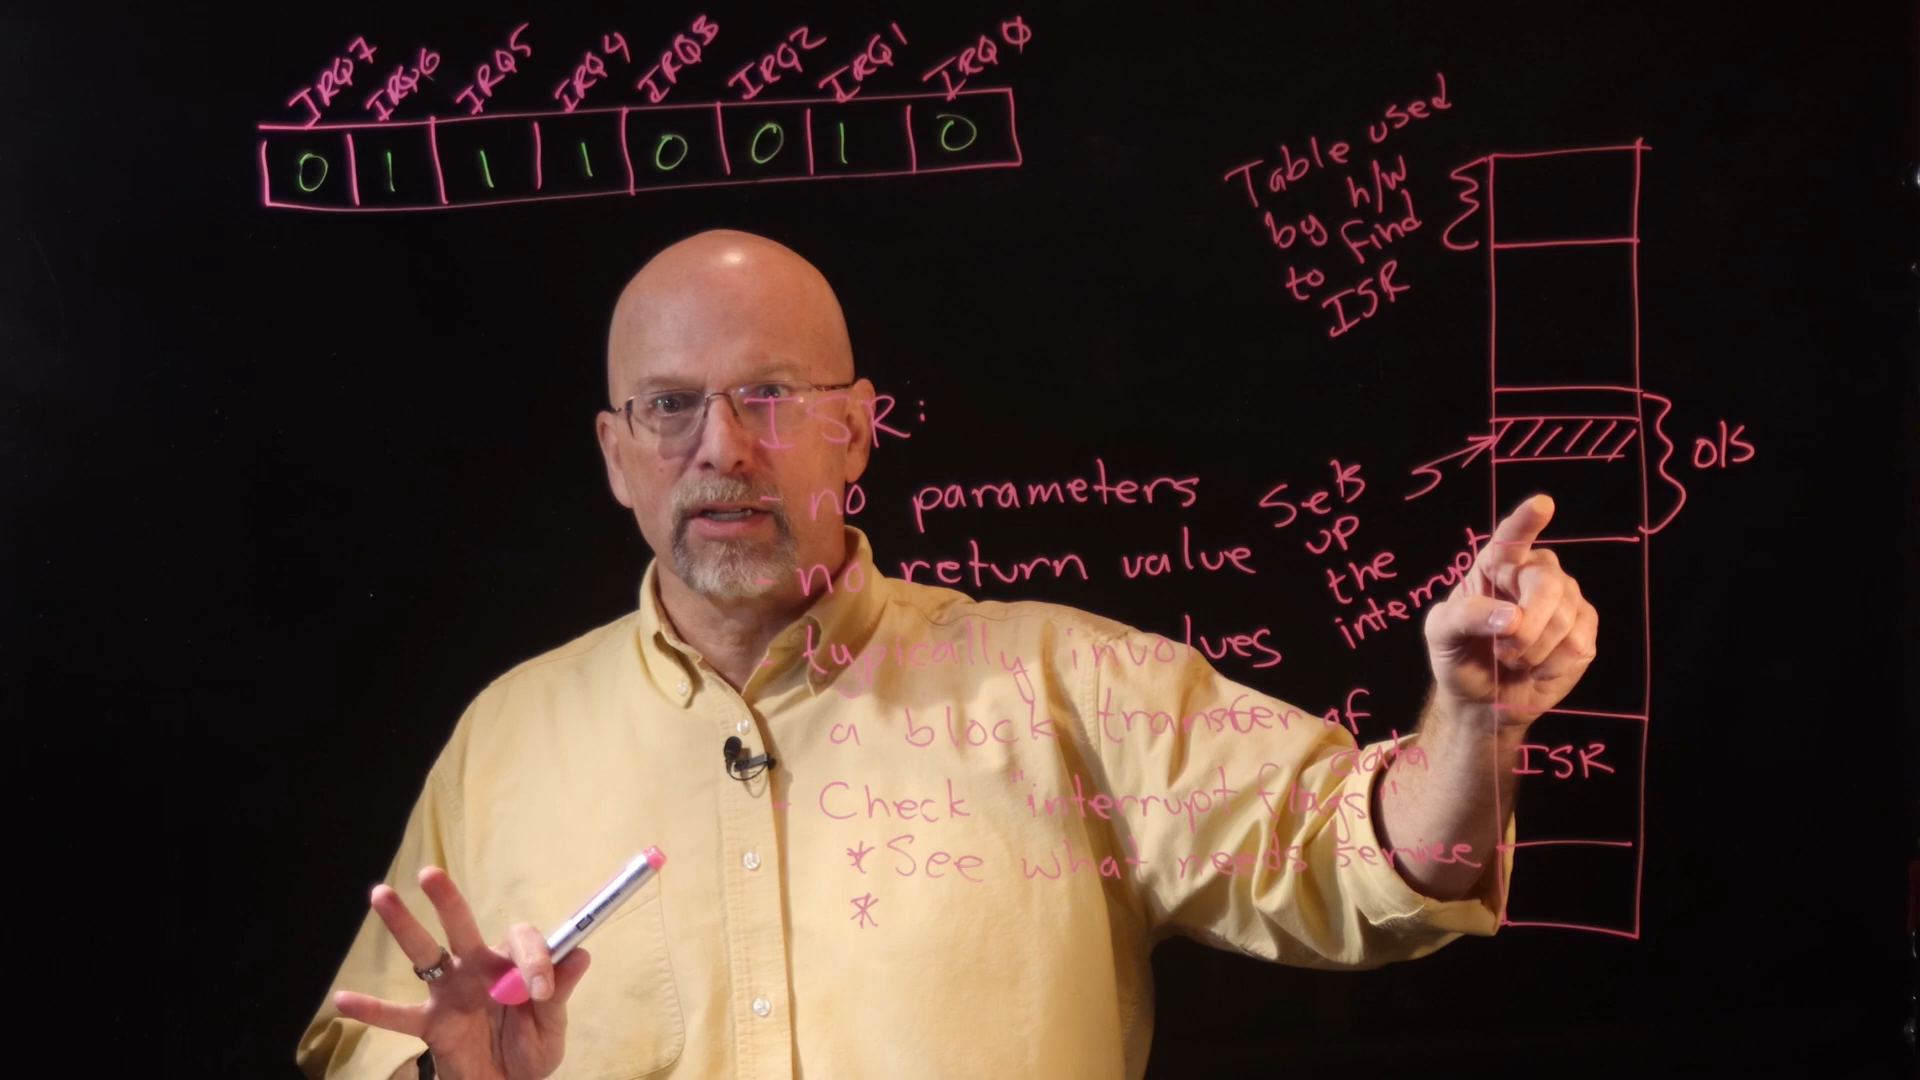 IRQ7 IRQ6 IRQ5 IRQ4 IRQ3 IRQ2 IRQ1 IRQ0
0 1 1 1 0 0 1 0
Table used
by h/w
to find
ISR
O/S
Sets
up
the
interrupt
ISR
ISR:
- no parameters
- no return value
- typically involves
a block transfer of
data
- Check "interrupt flags"
* See what needs service
*